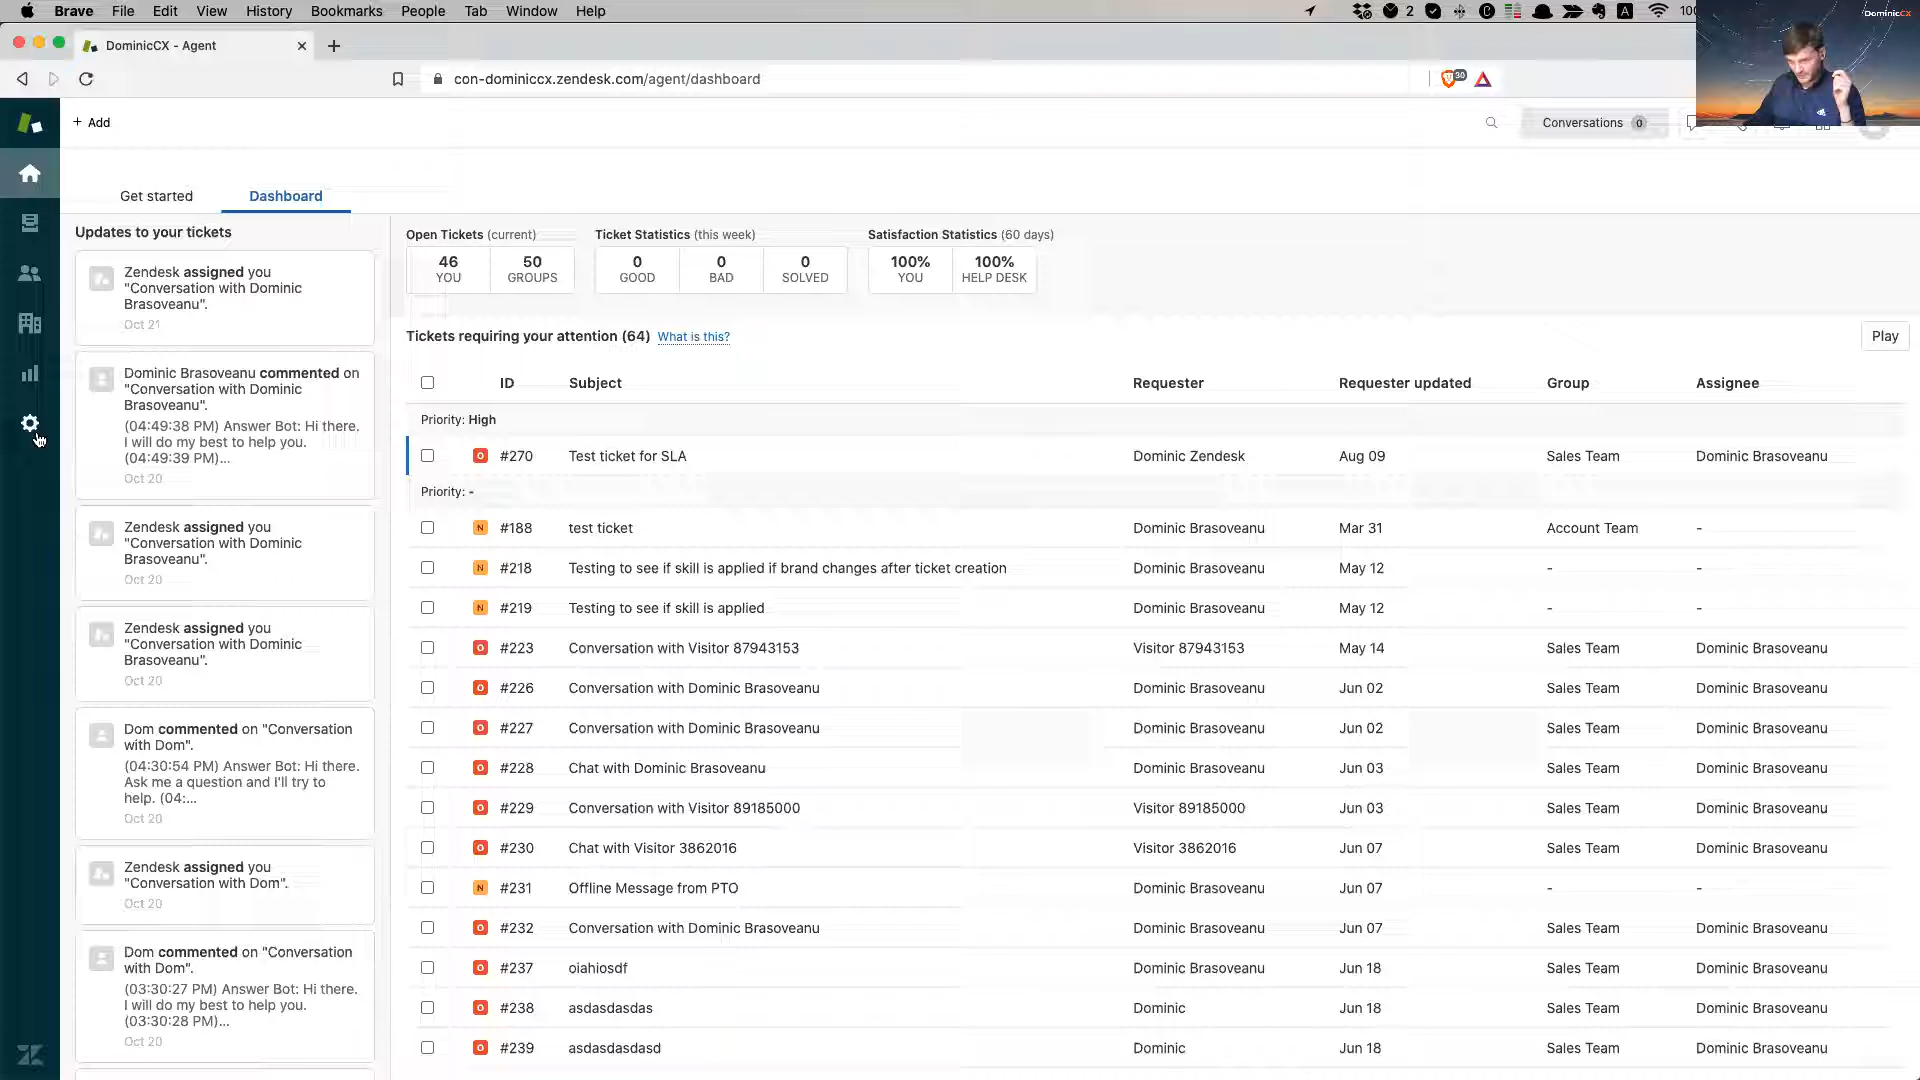 Brave File Edit View History Bookmarks People Tab Window Help
2
A
DominicCX
DominicCX - Agent
con-dominiccx.zendesk.com/agent/dashboard
30
+ Add
Conversations 0
Get started
Dashboard
Updates to your tickets
Zendesk assigned you
"Conversation with Dominic
Brasoveanu".
Oct 21
Dominic Brasoveanu commented on
"Conversation with Dominic
Brasoveanu".
(04:49:38 PM) Answer Bot: Hi there.
I will do my best to help you.
(04:49:39 PM)...
Oct 20
Zendesk assigned you
"Conversation with Dominic
Brasoveanu".
Oct 20
Zendesk assigned you
"Conversation with Dominic
Brasoveanu".
Oct 20
Dom commented on "Conversation
with Dom".
(04:30:54 PM) Answer Bot: Hi there.
Ask me a question and I'll try to
help. (04:...
Oct 20
Zendesk assigned you
"Conversation with Dom".
Oct 20
Dom commented on "Conversation
with Dom".
(03:30:27 PM) Answer Bot: Hi there.
I will do my best to help you.
(03:30:28 PM)...
Oct 20
Open Tickets (current)
46 YOU
50 GROUPS
Ticket Statistics (this week)
0 GOOD
0 BAD
0 SOLVED
Satisfaction Statistics (60 days)
100% YOU
100% HELP DESK
Tickets requiring your attention (64) What is this?
Play
ID Subject Requester Requester updated Group Assignee
Priority: High
O #270 Test ticket for SLA Dominic Zendesk Aug 09 Sales Team Dominic Brasoveanu
Priority: -
N #188 test ticket Dominic Brasoveanu Mar 31 Account Team -
N #218 Testing to see if skill is applied if brand changes after ticket creation Dominic Brasoveanu May 12 - -
N #219 Testing to see if skill is applied Dominic Brasoveanu May 12 - -
O #223 Conversation with Visitor 87943153 Visitor 87943153 May 14 Sales Team Dominic Brasoveanu
O #226 Conversation with Dominic Brasoveanu Dominic Brasoveanu Jun 02 Sales Team Dominic Brasoveanu
O #227 Conversation with Dominic Brasoveanu Dominic Brasoveanu Jun 02 Sales Team Dominic Brasoveanu
O #228 Chat with Dominic Brasoveanu Dominic Brasoveanu Jun 03 Sales Team Dominic Brasoveanu
O #229 Conversation with Visitor 89185000 Visitor 89185000 Jun 03 Sales Team Dominic Brasoveanu
O #230 Chat with Visitor 3862016 Visitor 3862016 Jun 07 Sales Team Dominic Brasoveanu
N #231 Offline Message from PTO Dominic Brasoveanu Jun 07 - -
O #232 Conversation with Dominic Brasoveanu Dominic Brasoveanu Jun 07 Sales Team Dominic Brasoveanu
O #237 oiahiosdf Dominic Brasoveanu Jun 18 Sales Team Dominic Brasoveanu
O #238 asdasdasdas Dominic Jun 18 Sales Team Dominic Brasoveanu
O #239 asdasdasdasd Dominic Jun 18 Sales Team Dominic Brasoveanu